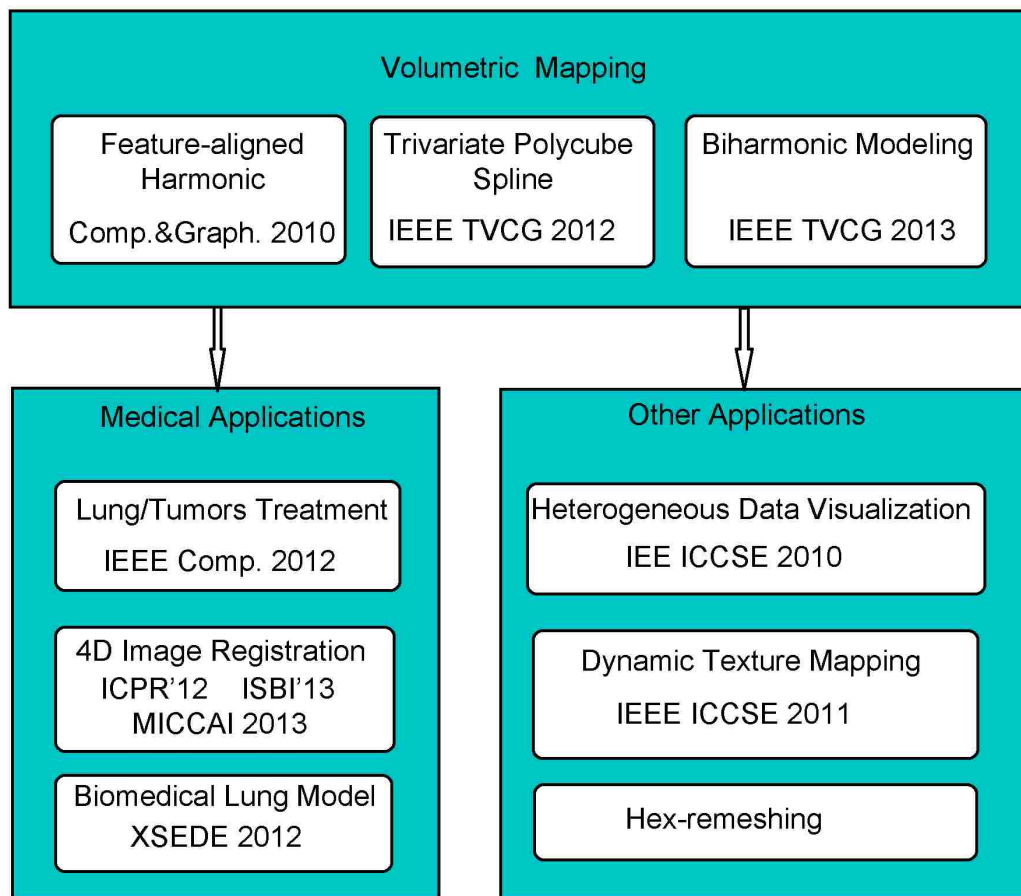 Volumetric Mapping
Feature-aligned
Harmonic
Comp.&Graph. 2010
Trivariate Polycube
Spline
IEEE TVCG 2012
Biharmonic Modeling
IEEE TVCG 2013
Medical Applications
Lung/Tumors Treatment
IEEE Comp. 2012
4D Image Registration
ICPR’12 ISBI’13
MICCAI 2013
Biomedical Lung Model
XSEDE 2012
Other Applications
Heterogeneous Data Visualization
IEE ICCSE 2010
Dynamic Texture Mapping
IEEE ICCSE 2011
Hex-remeshing